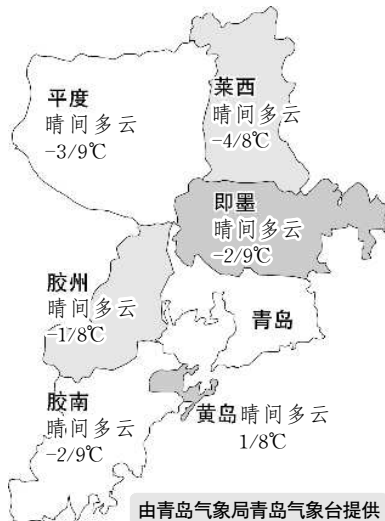 平度
晴间多云
-3/9℃
莱西
晴间多云
-4/8℃
即墨
晴间多云
-2/9℃
胶州
晴间多云
-1/8℃
青岛
胶南
晴间多云
-2/9℃
黄岛晴间多云
1/8℃
由青岛气象局青岛气象台提供